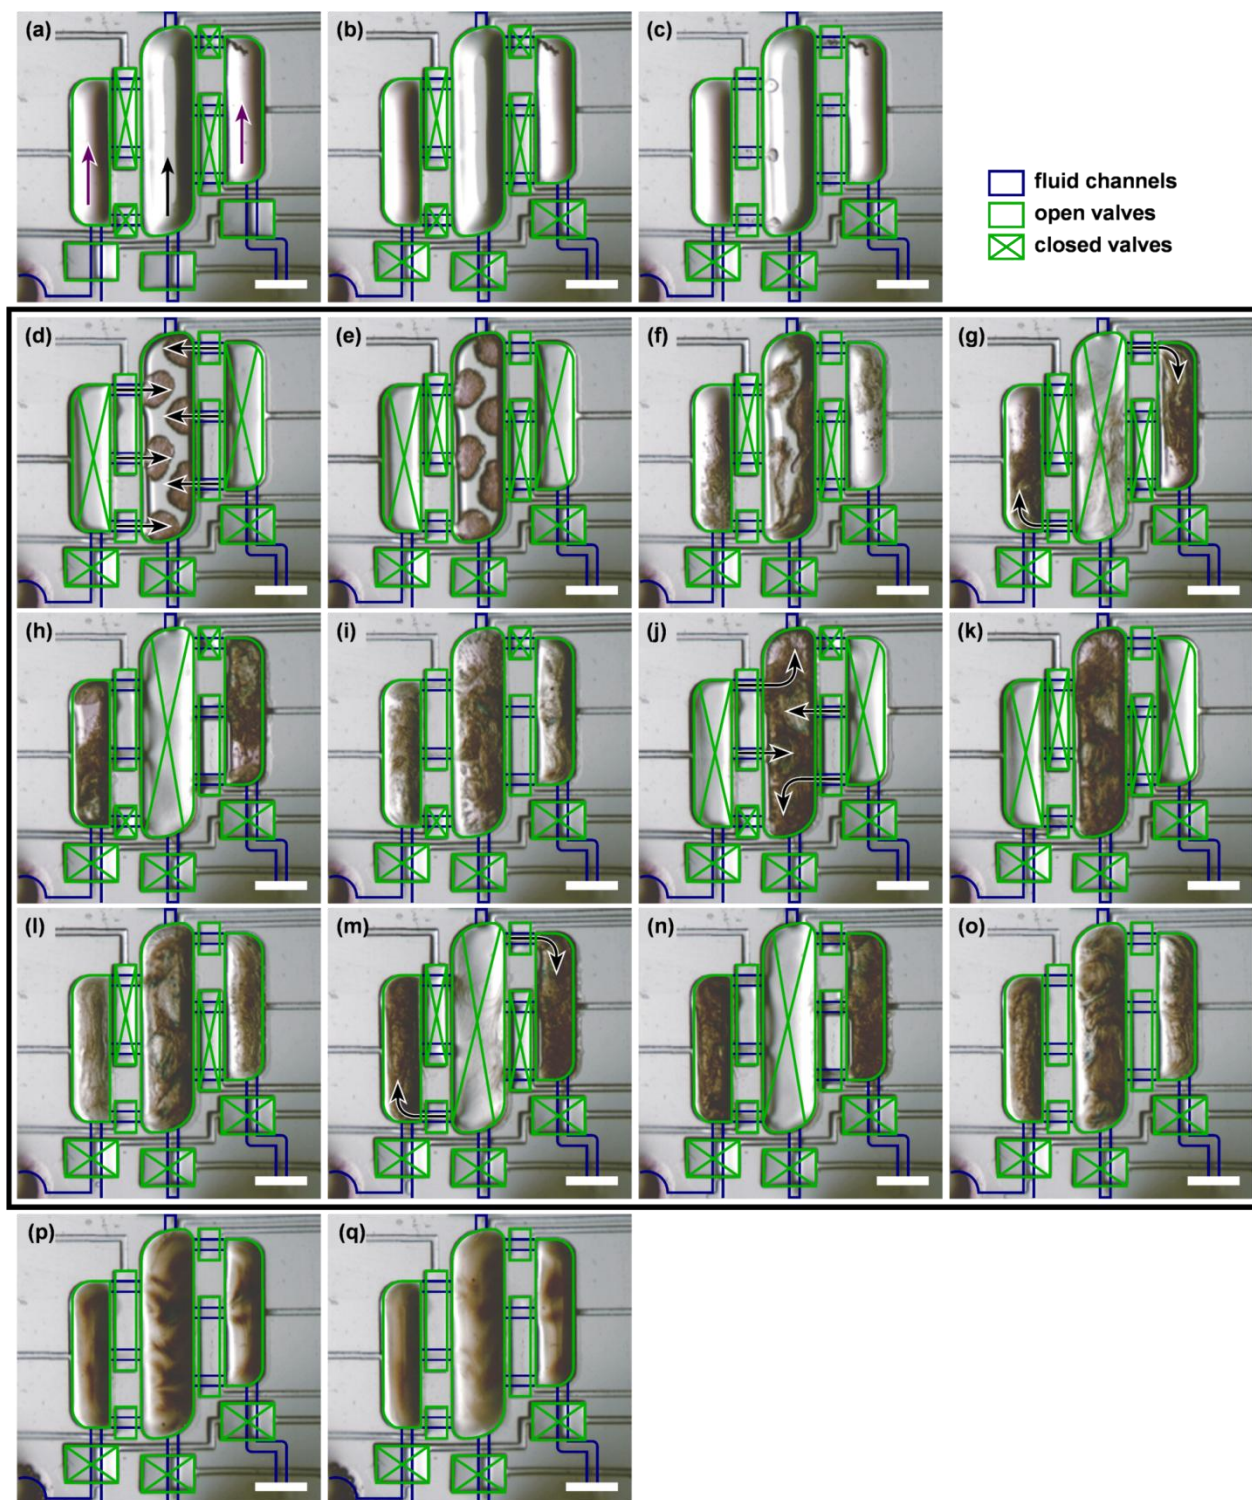 (a)
(b)
(c)
fluid channels
open valves
closed valves
(d)
(e)
(f)
(g)
(h)
(i)
(j)
(k)
(l)
(m)
(n)
(o)
(p)
(q)